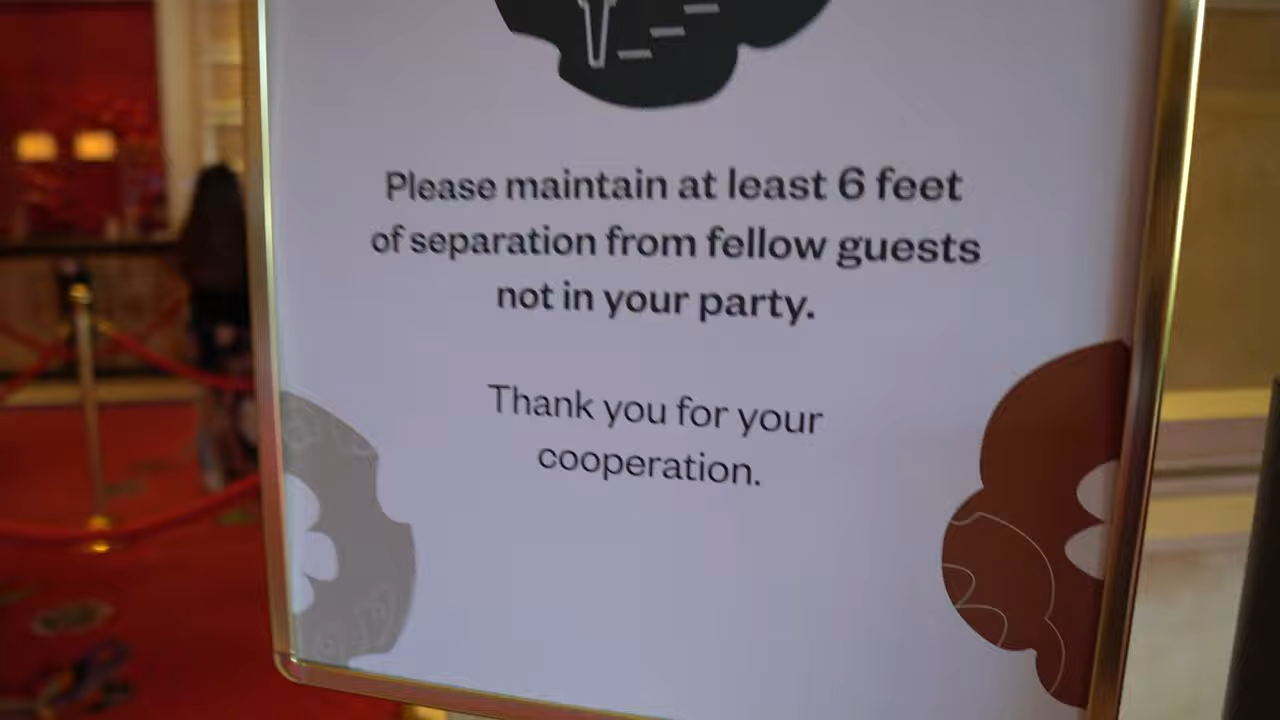 Please maintain at least 6 feet
of separation from fellow guests
not in your party.
Thank you for your
cooperation.